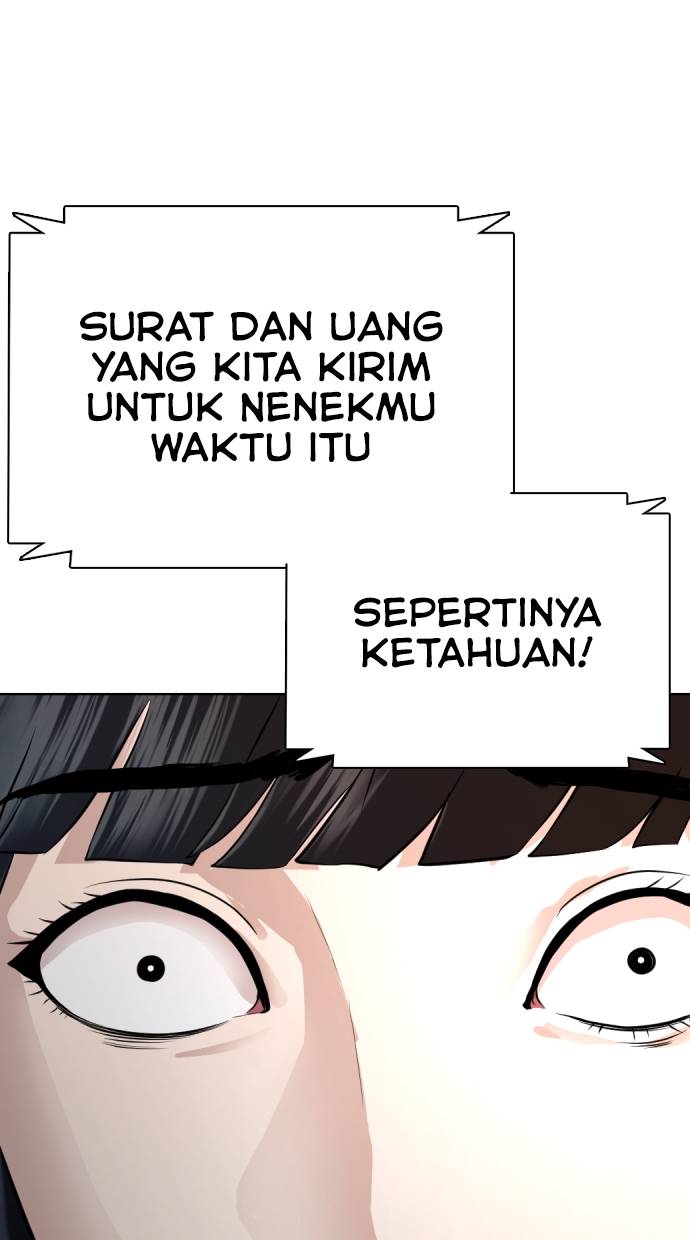 SURAT DAN UANG
YANG KITA KIRIM
UNTUK NENEKMU
WAKTU ITU
SEPERTINYA
KETAHUAN!